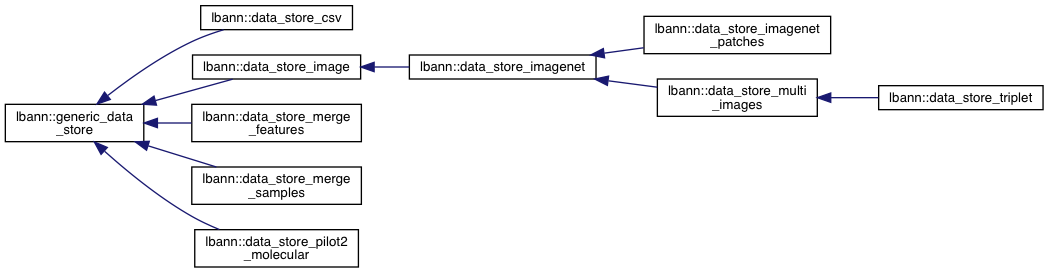 lbann::data_store_csv
lbann::data_store_image
lbann::data_store_imagenet
lbann::data_store_imagenet
_patches
lbann::data_store_multi
_images
lbann::data_store_triplet
lbann::generic_data
_store
lbann::data_store_merge
_features
lbann::data_store_merge
_samples
lbann::data_store_pilot2
_molecular